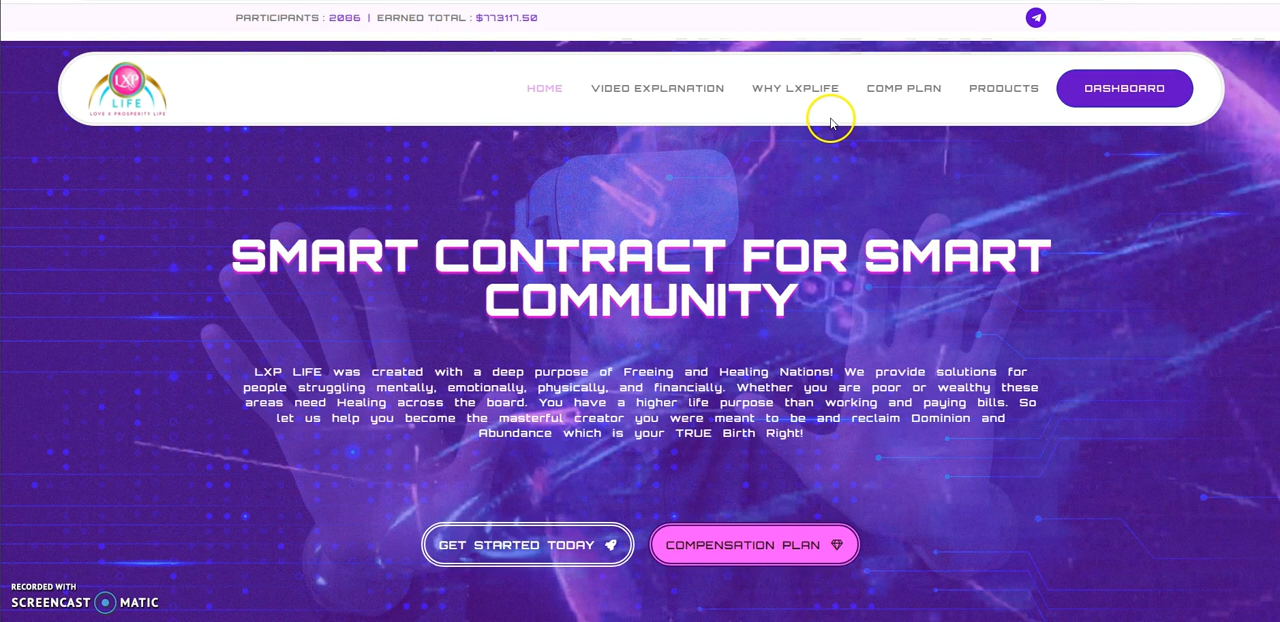 PARTICIPANTS : 2086 | EARNED TOTAL : $773117.50
LXP
LIFE
LOVE X PROSPERITY LIFE
HOME VIDEO EXPLANATION WHY LXPLIFE COMP PLAN PRODUCTS DASHBOARD
SMART CONTRACT FOR SMART
COMMUNITY
LXP LIFE was created with a deep purpose of Freeing and Healing Nations! We provide solutions for
people struggling mentally, emotionally, physically, and financially. Whether you are poor or wealthy these
areas need Healing across the board. You have a higher life purpose than working and paying bills. So
let us help you become the masterful creator you were meant to be and reclaim Dominion and
Abundance which is your TRUE Birth Right!
GET STARTED TODAY COMPENSATION PLAN
RECORDED WITH
SCREENCAST MATIC